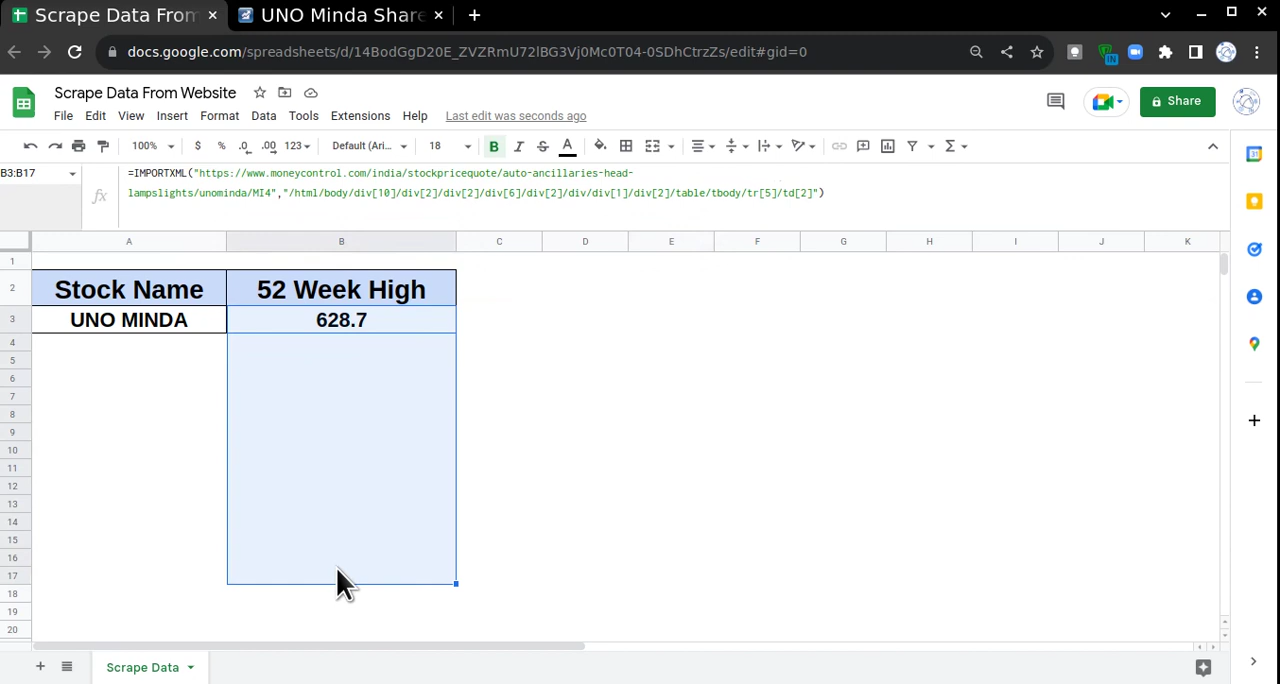 Scrape Data From
UNO Minda Share
docs.google.com/spreadsheets/d/14BodGgD20E_ZVZRmU72lBG3Vj0Mc0T04-0SDhCtrzZs/edit#gid=0
Scrape Data From Website
File Edit View Insert Format Data Tools Extensions Help Last edit was seconds ago
Share
100% $ % .0 .00 123 Default (Ari... 18 B I S A
B3:B17
fx
=IMPORTXML("https://www.moneycontrol.com/india/stockpricequote/auto-ancillaries-head-
lampslights/unominda/MI4","/html/body/div[10]/div[2]/div[2]/div[6]/div[2]/div/div[1]/div[2]/table/tbody/tr[5]/td[2]")
A B C D E F G H I J K
1
2 Stock Name 52 Week High
3 UNO MINDA 628.7
4
5
6
7
8
9
10
11
12
13
14
15
16
17
18
19
20
Scrape Data